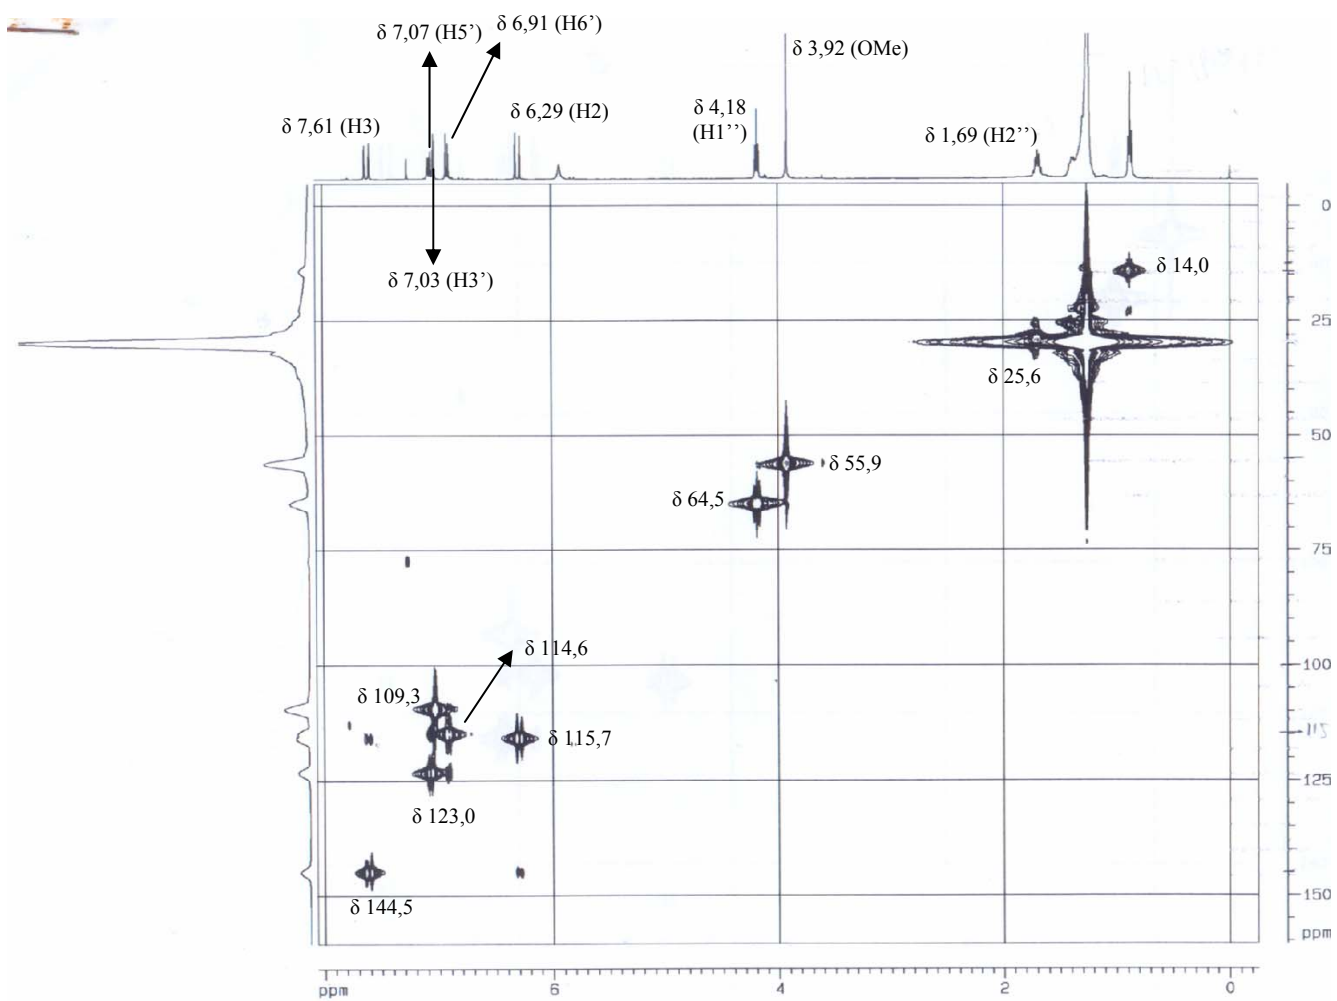 δ 6,91 (H6’)
δ 7,07 (H5’)
δ 3,92 (OMe)
δ 7,61 (H3)
δ 6,29 (H2)
δ 4,18
(H1’’)
δ 1,69 (H2’’)
δ 7,03 (H3’)
δ 14,0
δ 25,6
δ 55,9
δ 64,5
δ 114,6
δ 109,3
δ 115,7
δ 123,0
δ 144,5
0
25
50
75
100
125
150
ppm
ppm
6
4
2
0